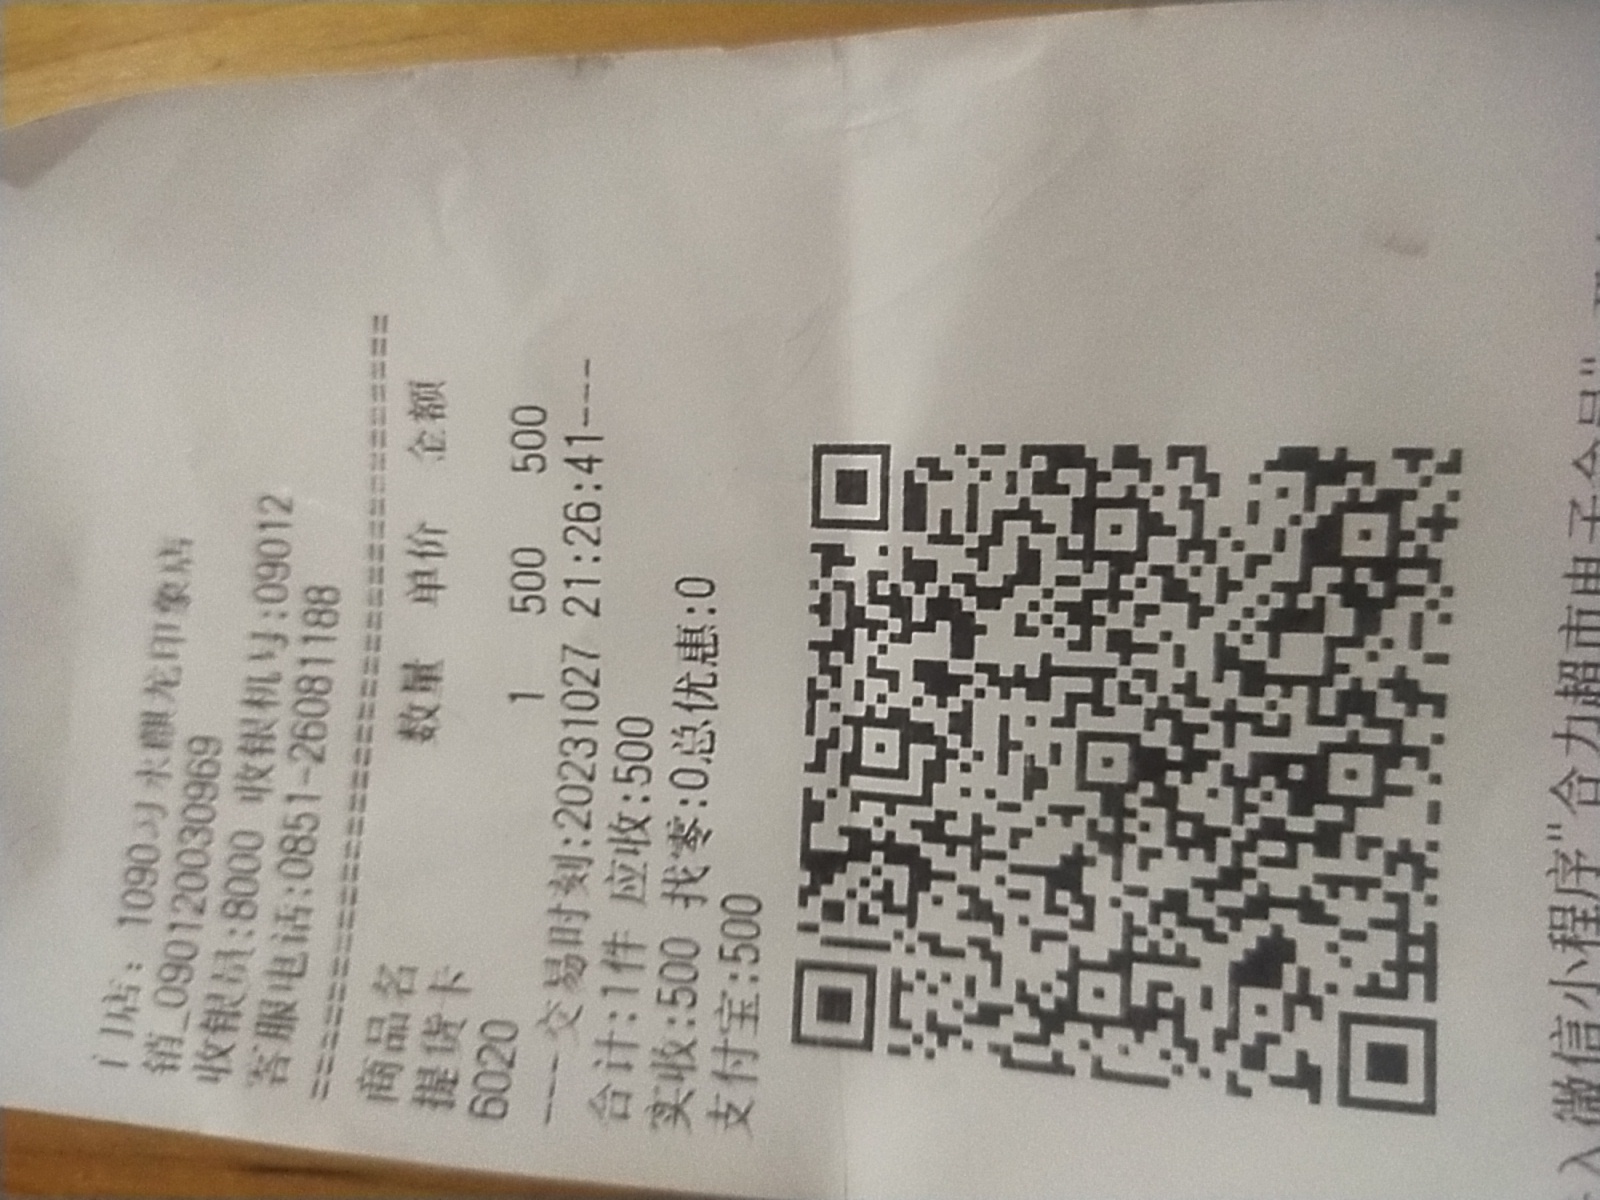 门店：1090习水麒龙印象店
销_090120030969
收银员:8000 收银机号:09012
客服电话:0851-26081188
================================
商品名 数量 单价 金额
提货卡
6020 1 500 500
---交易时刻:20231027 21:26:41---
合计:1件 应收:500
实收:500 找零:0总优惠:0
支付宝:500
入微信小程序"合力超市电子会员"